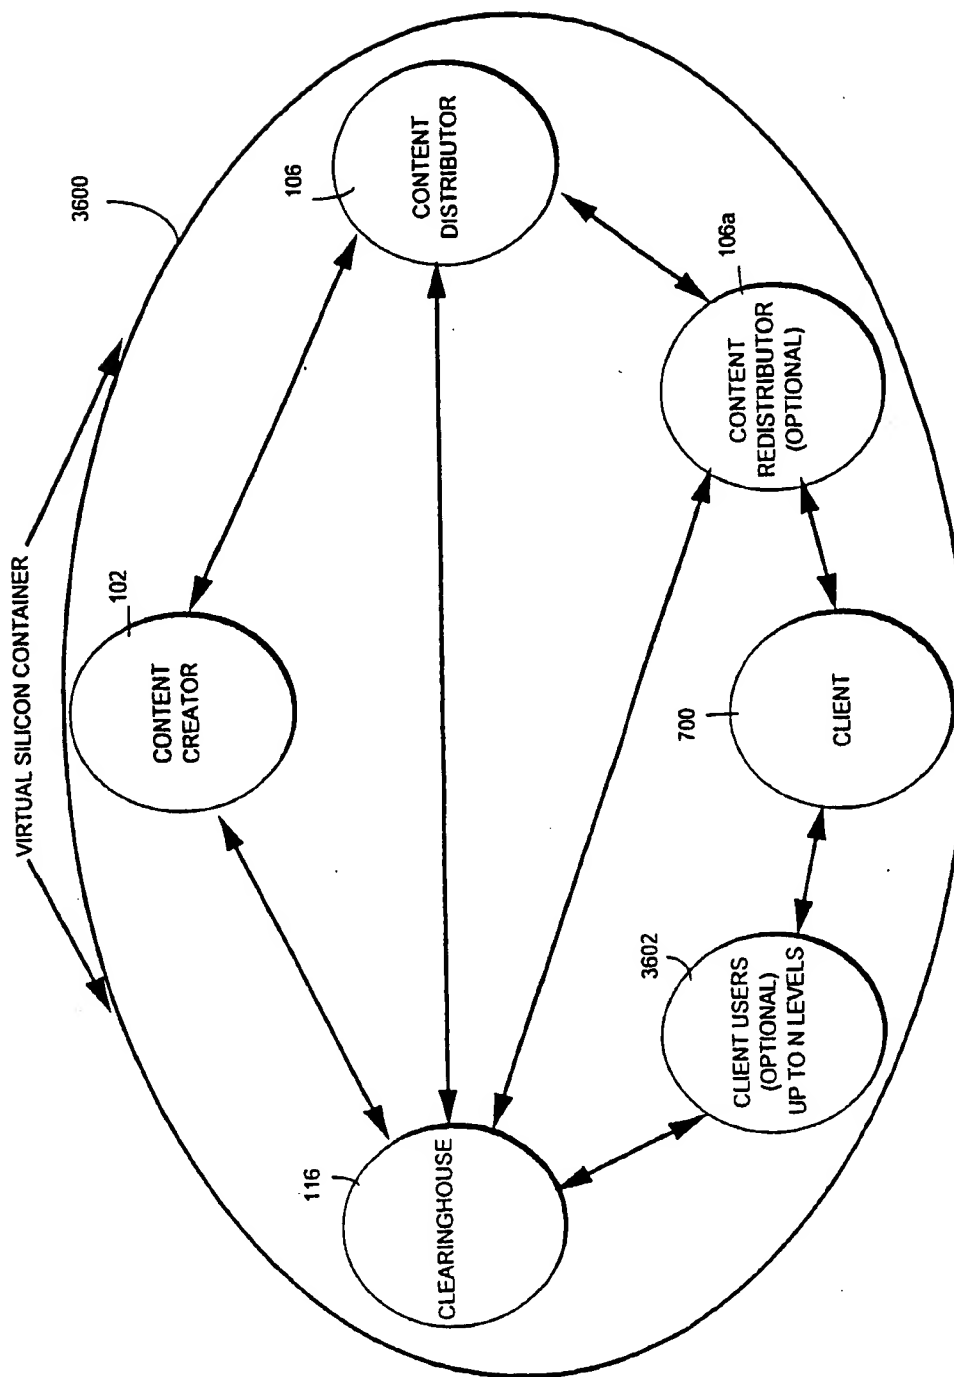 VIRTUAL SILICON CONTAINER
3600
102
CONTENT
CREATOR
106
CONTENT
DISTRIBUTOR
116
CLEARINGHOUSE
106a
CONTENT
REDISTRIBUTOR
(OPTIONAL)
3602
CLIENT USERS
(OPTIONAL)
UP TO N LEVELS
700
CLIENT